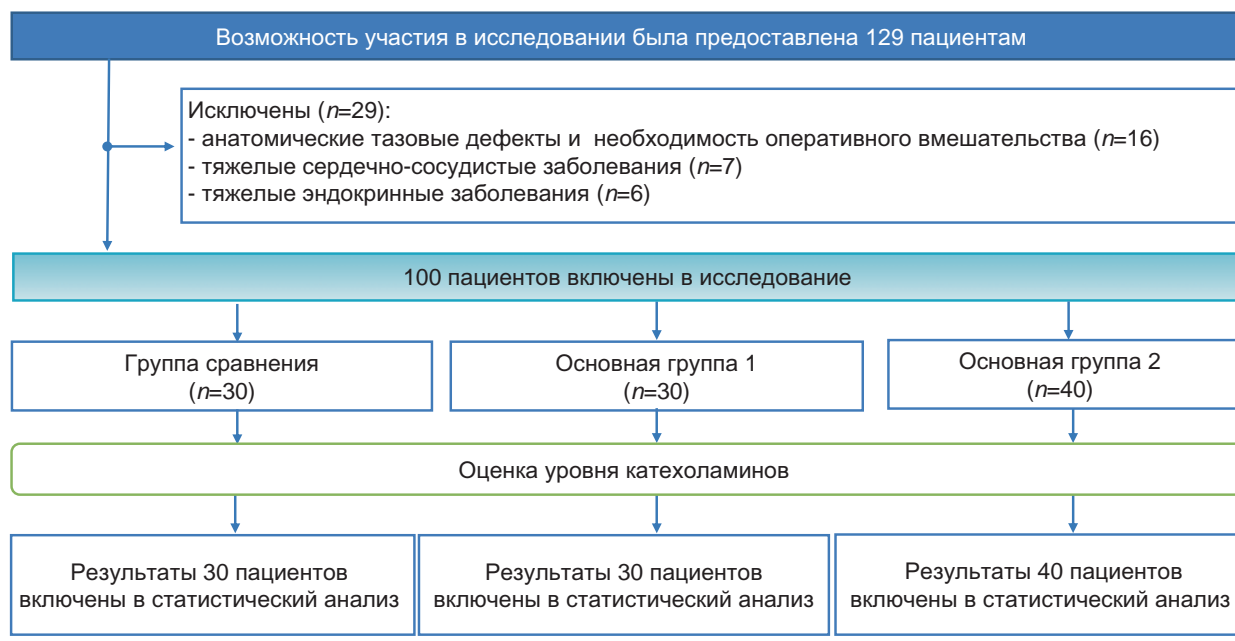 Возможность участия в исследовании была предоставлена 129 пациентам
Исключены (n=29):
- анатомические тазовые дефекты и необходимость оперативного вмешательства (n=16)
- тяжелые сердечно-сосудистые заболевания (n=7)
- тяжелые эндокринные заболевания (n=6)
100 пациентов включены в исследование
Группа сравнения
(n=30)
Основная группа 1
(n=30)
Основная группа 2
(n=40)
Оценка уровня катехоламинов
Результаты 30 пациентов
включены в статистический анализ
Результаты 30 пациентов
включены в статистический анализ
Результаты 40 пациентов
включены в статистический анализ